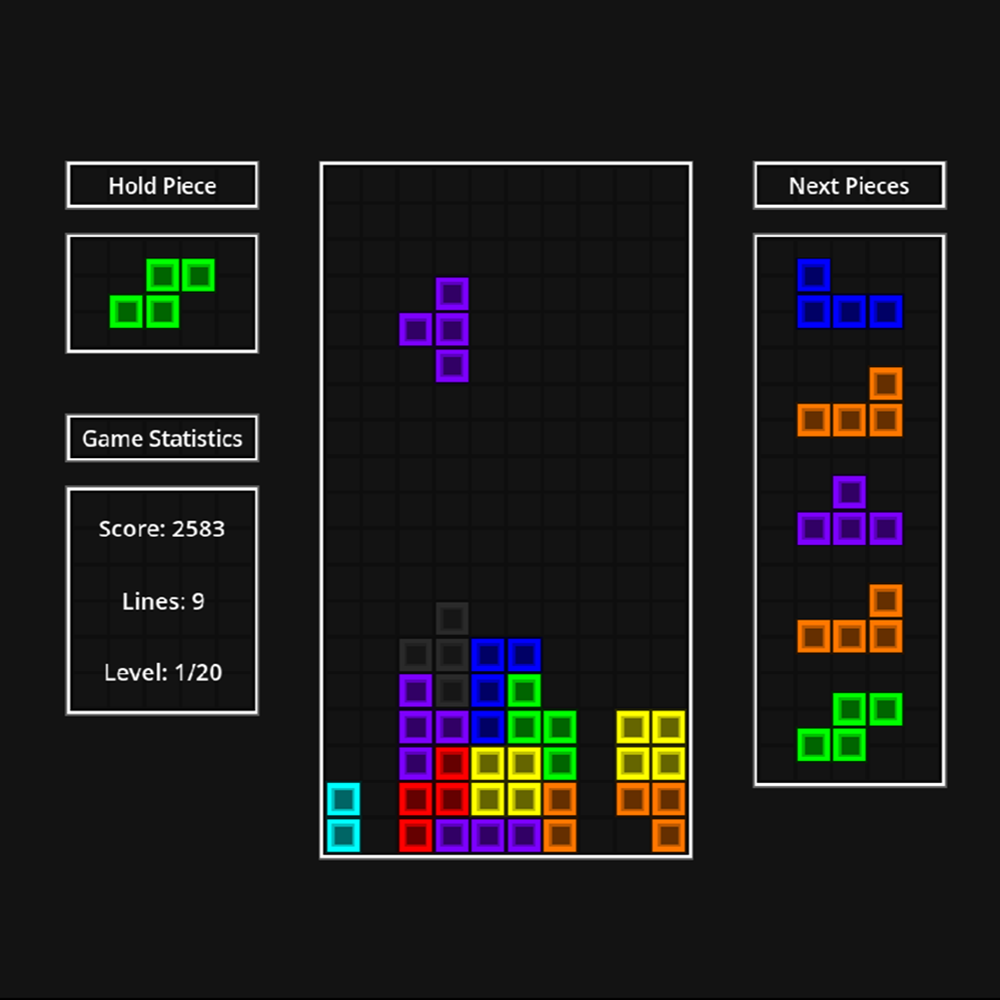 Hold Piece
Next Pieces
Game Statistics
Score: 2583
Lines: 9
Level: 1/20